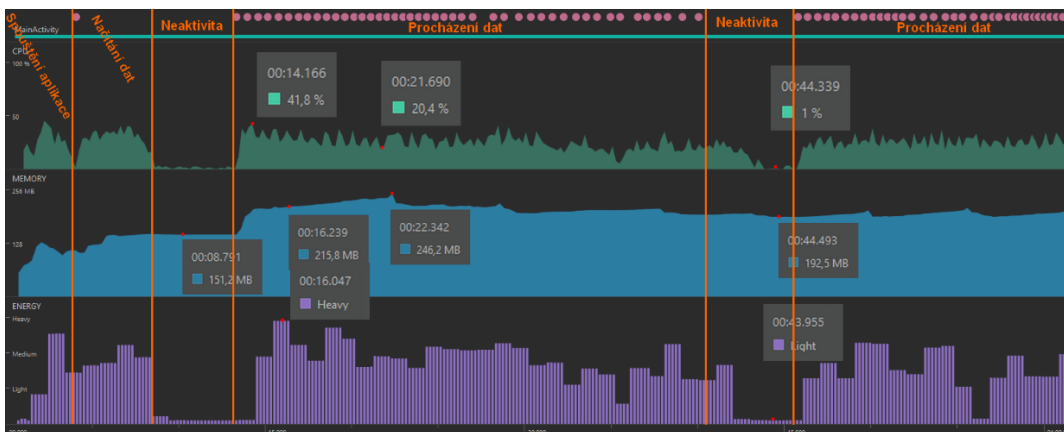 Spouštění aplikace
Načítání dat
Neaktivita
Procházení dat
Neaktivita
Procházení dat
MainActivity
CPU
100 %
50
00:14.166
41,8 %
00:21.690
20,4 %
00:44.339
1 %
MEMORY
256 MB
128
00:08.791
151,2 MB
00:16.239
215,8 MB
00:22.342
246,2 MB
00:44.493
192,5 MB
00:16.047
Heavy
ENERGY
Heavy
Medium
Light
00:43.955
Light